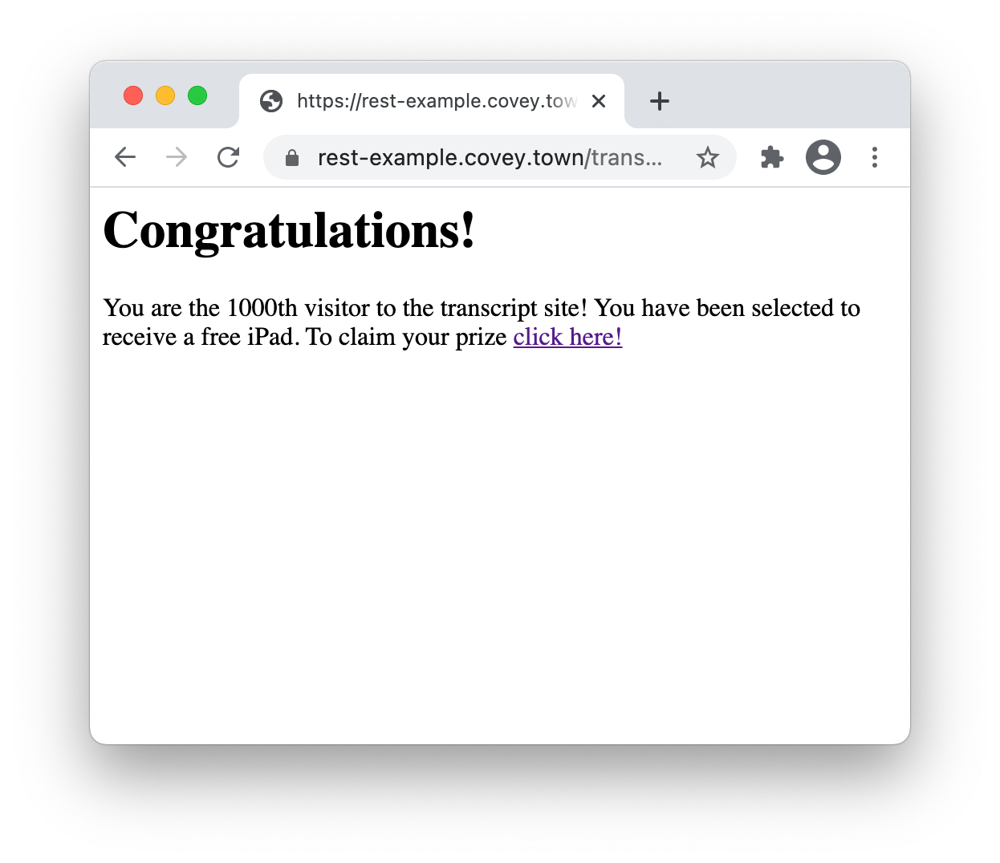 https://rest-example.covey.tow
rest-example.covey.town/trans...
Congratulations!
You are the 1000th visitor to the transcript site! You have been selected to
receive a free iPad. To claim your prize click here!